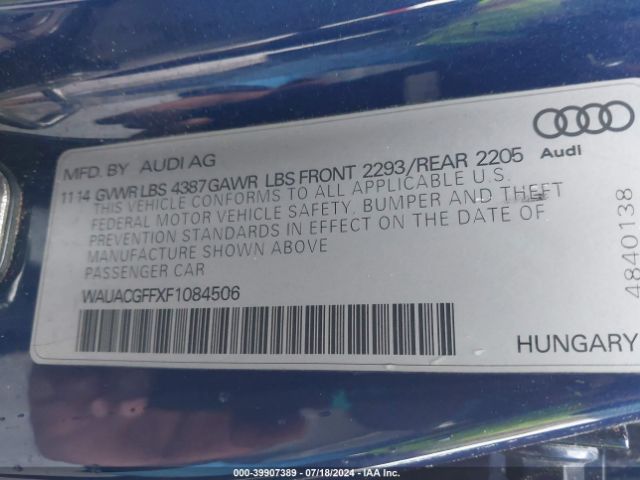 MFD. BY AUDI AG
Audi
11 14 GVWR LBS 4387 GAWR LBS FRONT 2293/REAR 2205
THIS VEHICLE CONFORMS TO ALL APPLICABLE U.S.
FEDERAL MOTOR VEHICLE SAFETY, BUMPER AND THEFT
PREVENTION STANDARDS IN EFFECT ON THE DATE OF
MANUFACTURE SHOWN ABOVE
PASSENGER CAR
WAUACGFFXF1084506
HUNGARY
4840138
000-39907389 - 07/18/2024 - IAA Inc.